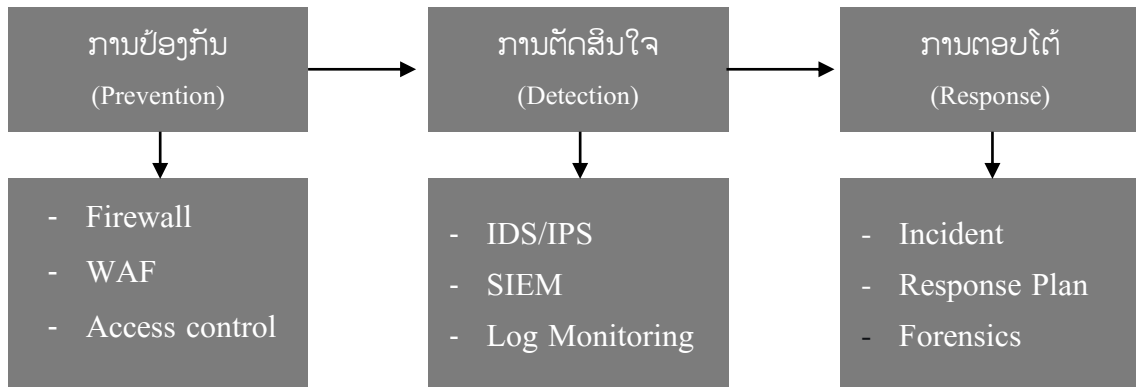 ການປ້ອງກັນ
(Prevention)
ການຕັດສິນໃຈ
(Detection)
ການຕອບໂຕ້
(Response)
- Firewall
- WAF
- Access control
- IDS/IPS
- SIEM
- Log Monitoring
- Incident
- Response Plan
- Forensics